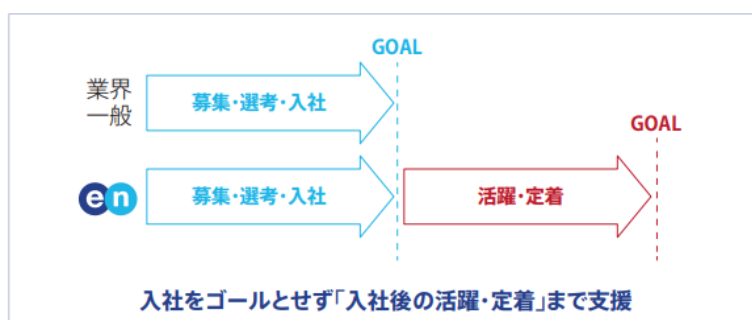 GOAL
業界
一般
募集・選考・入社
GOAL
en
募集・選考・入社
活躍・定着
入社をゴールとせず「入社後の活躍・定着」まで支援